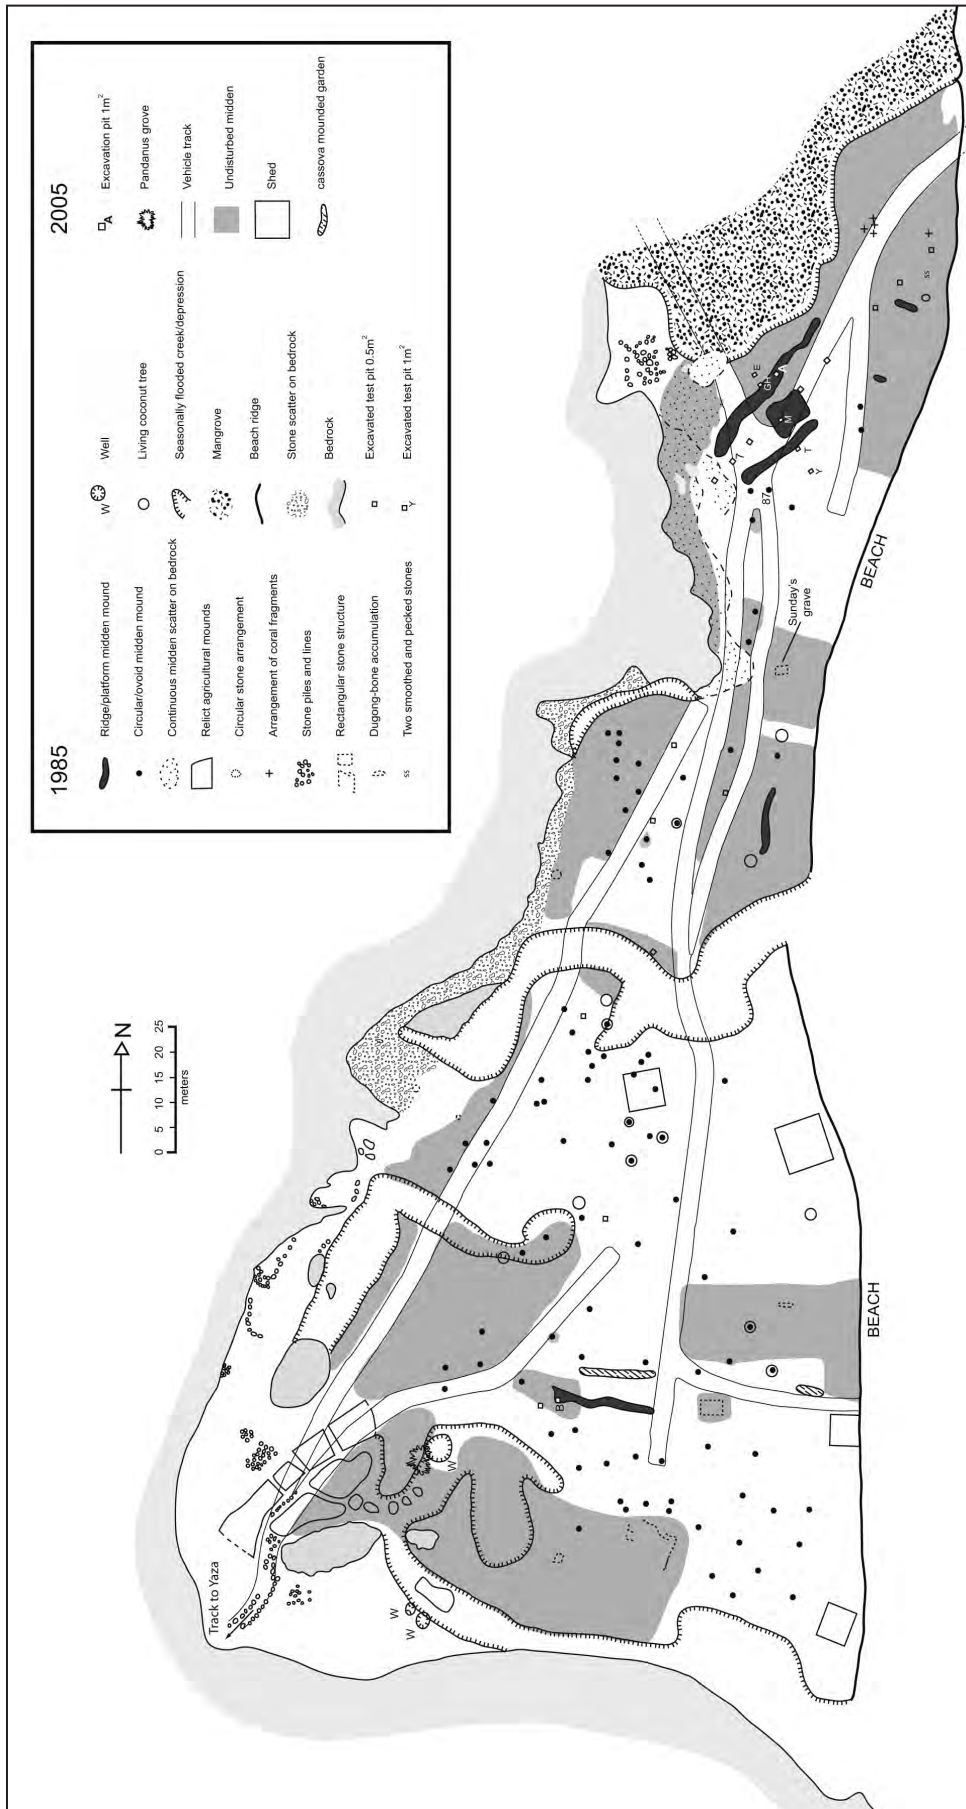 1985
Ridge/platform midden mound
Circular/ovoid midden mound
Continuous midden scatter on bedrock
Relict agricultural mounds
Circular stone arrangement
Arrangement of coral fragments
Stone piles and lines
Rectangular stone structure
Dugong-bone accumulation
ss Two smoothed and pecked stones
W Well
Living coconut tree
Seasonally flooded creek/depression
Mangrove
Beach ridge
Stone scatter on bedrock
Bedrock
Excavated test pit 0.5m²
Y Excavated test pit 1m²
2005
A Excavation pit 1m²
Pandanus grove
Vehicle track
Undisturbed midden
Shed
cassova mounded garden
N
0 5 10 15 20 25
meters
Track to Yaza
W
W
W
B
BEACH
BEACH
Sunday's
grave
87
7
E
GH
A
M
T
Y
ss